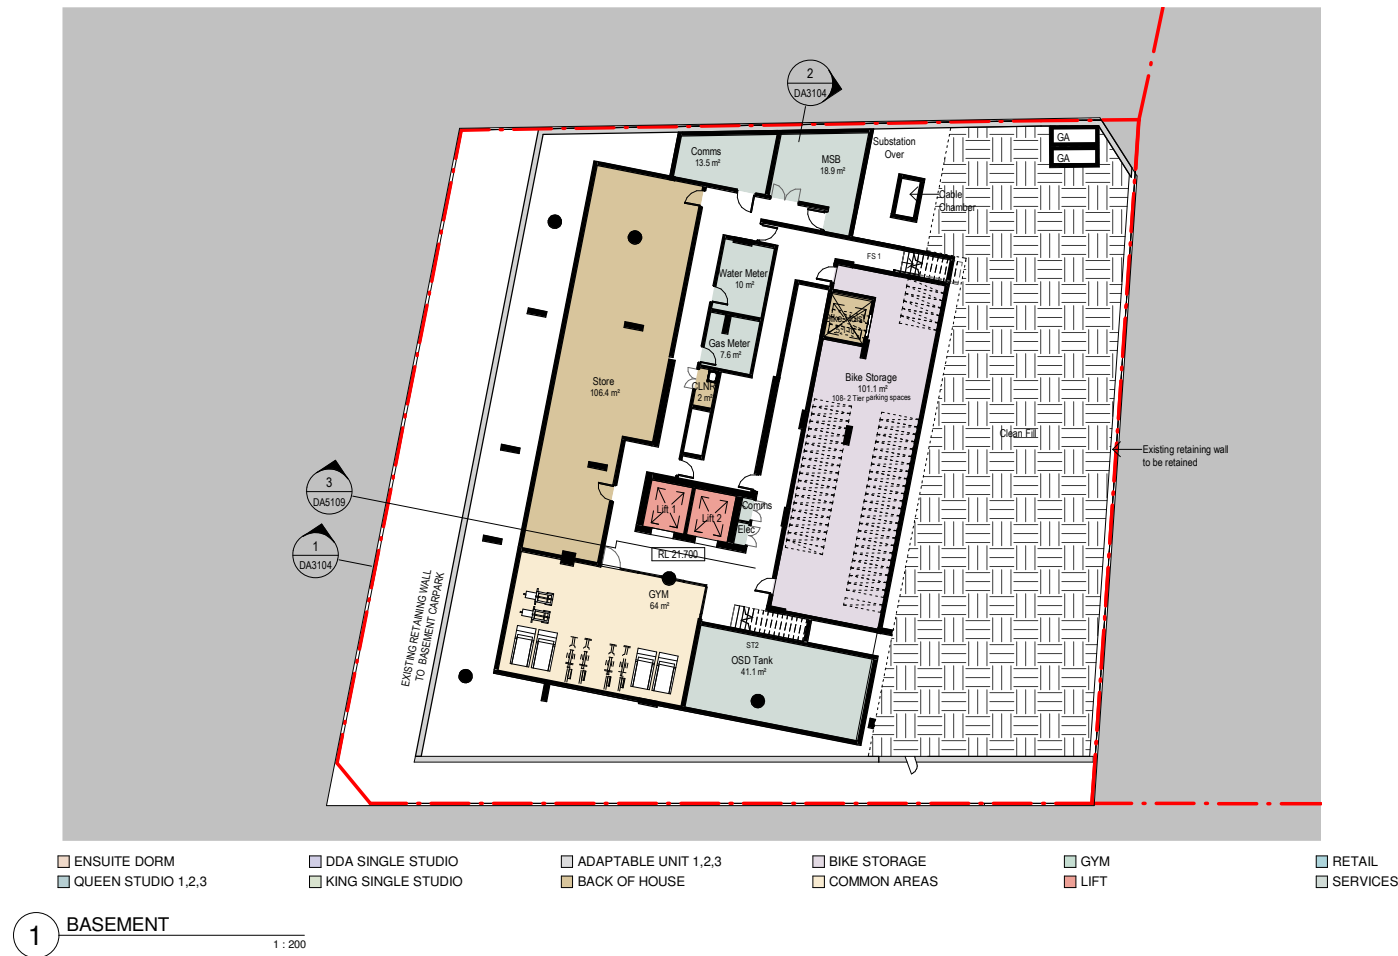 2
DA3104
Comms
13.5 m²
MSB
18.9 m²
Substation
Over
GA
GA
Cable
Chamber
FS 1
Water Meter
10 m²
Gas Meter
7.6 m²
CLNR
2 m²
Store
106.4 m²
Bike Storage
101.1 m²
108- 2 Tier parking spaces
Clean Fill
Existing retaining wall
to be retained
3
DA5109
1
DA3104
Lift 1
Lift 2
Comms
Elec
RL 21.700
GYM
64 m²
ST2
OSD Tank
41.1 m²
EXISTING RETAINING WALL
TO BASEMENT CARPARK
ENSUITE DORM
DDA SINGLE STUDIO
ADAPTABLE UNIT 1,2,3
BIKE STORAGE
GYM
RETAIL
QUEEN STUDIO 1,2,3
KING SINGLE STUDIO
BACK OF HOUSE
COMMON AREAS
LIFT
SERVICES
1
BASEMENT
1 : 200